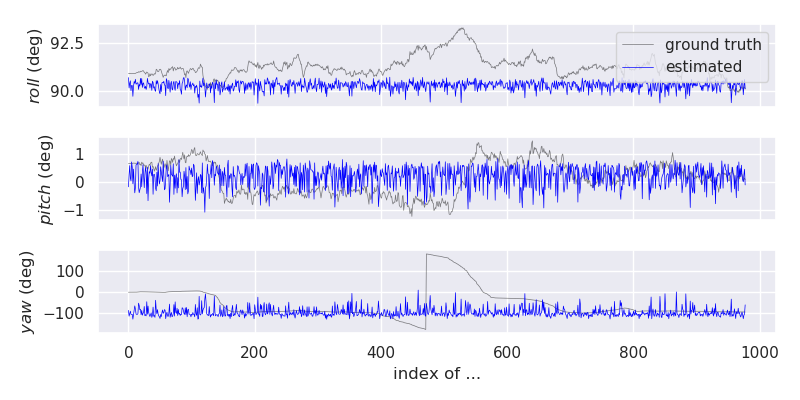 roll (deg)
92.5
90.0
ground truth
estimated
pitch (deg)
1
0
−1
yaw (deg)
100
0
−100
0
200
400
600
800
1000
index of ...